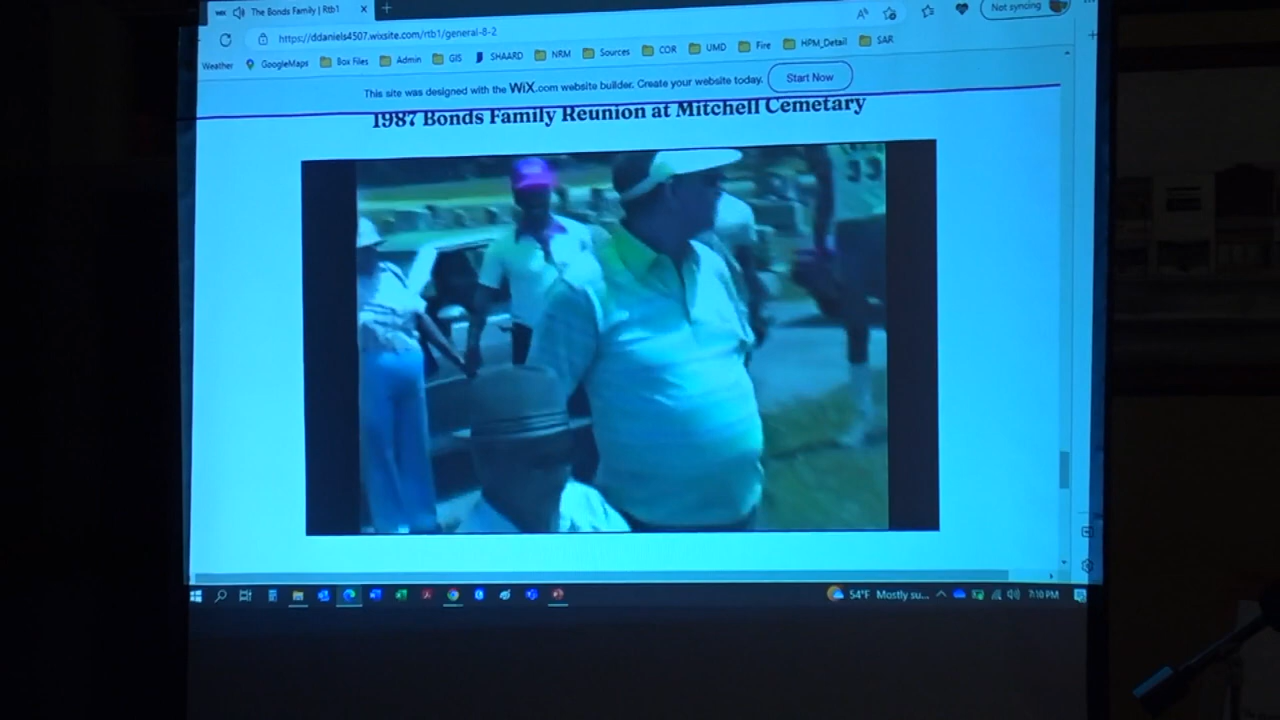 WiX The Bonds Family | Rtb1 × +
https://ddaniels4507.wixsite.com/rtb1/general-8-2
Not syncing
Weather GoogleMaps Box Files Admin GIS SHAARD NRM Sources COR UMD Fire HPM_Detail SAR
This site was designed with the WiX.com website builder. Create your website today. Start Now
1987 Bonds Family Reunion at Mitchell Cemetary
33
54°F Mostly su... 7:10 PM